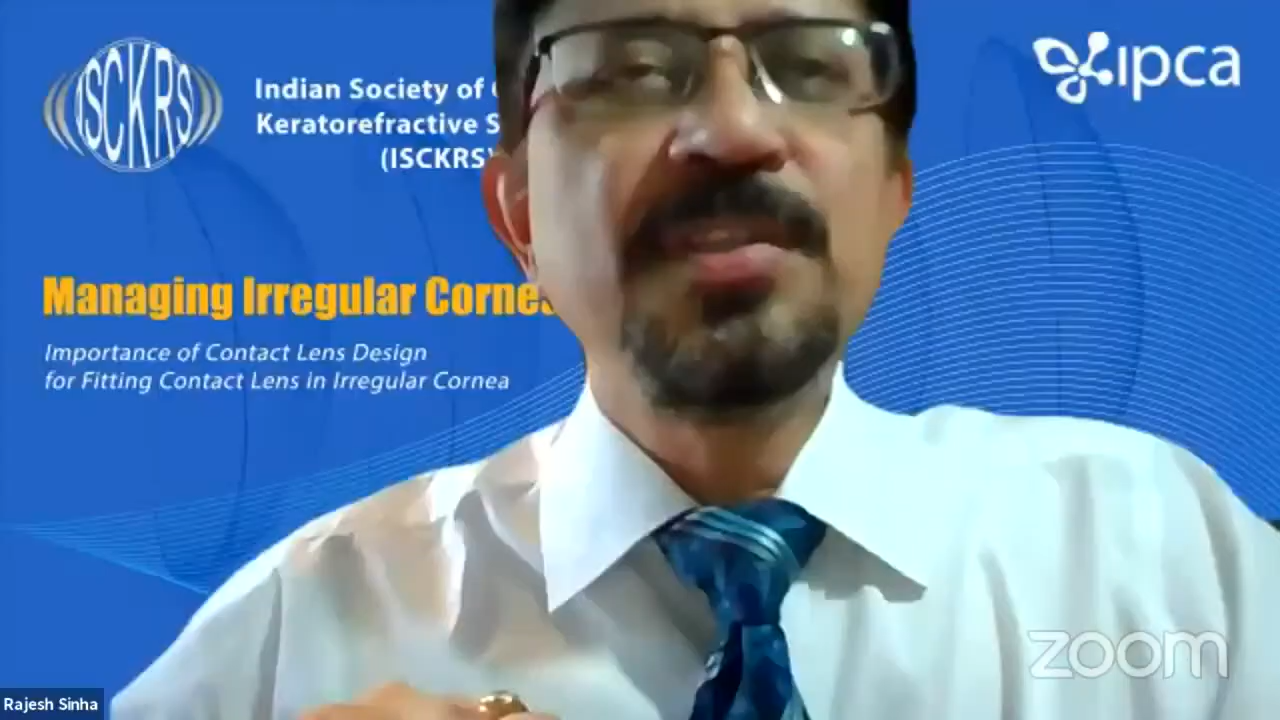 ISCKRS
Indian Society of
Keratorefractive S
(ISCKRS)
ipca
Managing Irregular Cornea
Importance of Contact Lens Design
for Fitting Contact Lens in Irregular Cornea
zoom
Rajesh Sinha